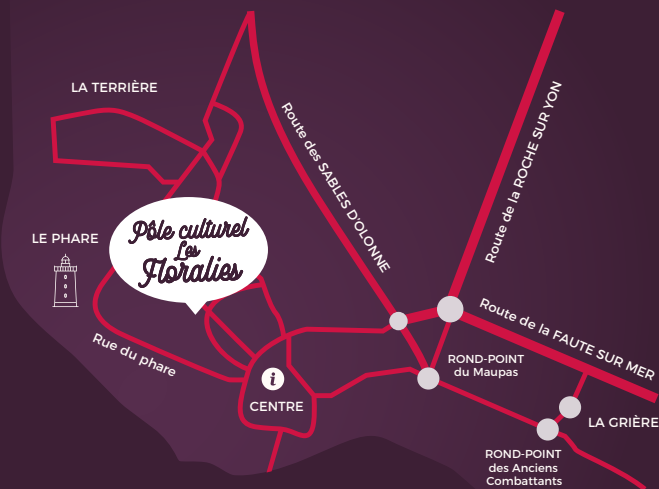 LA TERRIÈRE
Route des SABLES D'OLONNE
Route de la ROCHE SUR YON
Pôle culturel
Les
Floralies
LE PHARE
Rue du phare
Route de la FAUTE SUR MER
ROND-POINT
du Maupas
i
CENTRE
LA GRIÈRE
ROND-POINT
des Anciens
Combattants